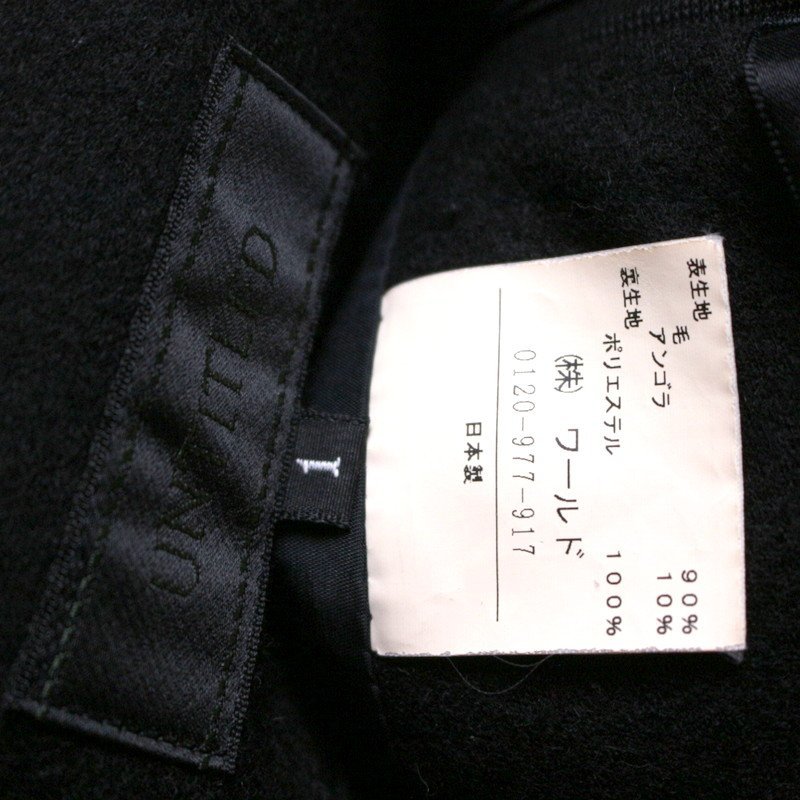 UNTITLED
1
表生地
毛 90%
アンゴラ 10%
裏生地
ポリエステル 100%
㈱ ワールド
0120-977-917
日本製